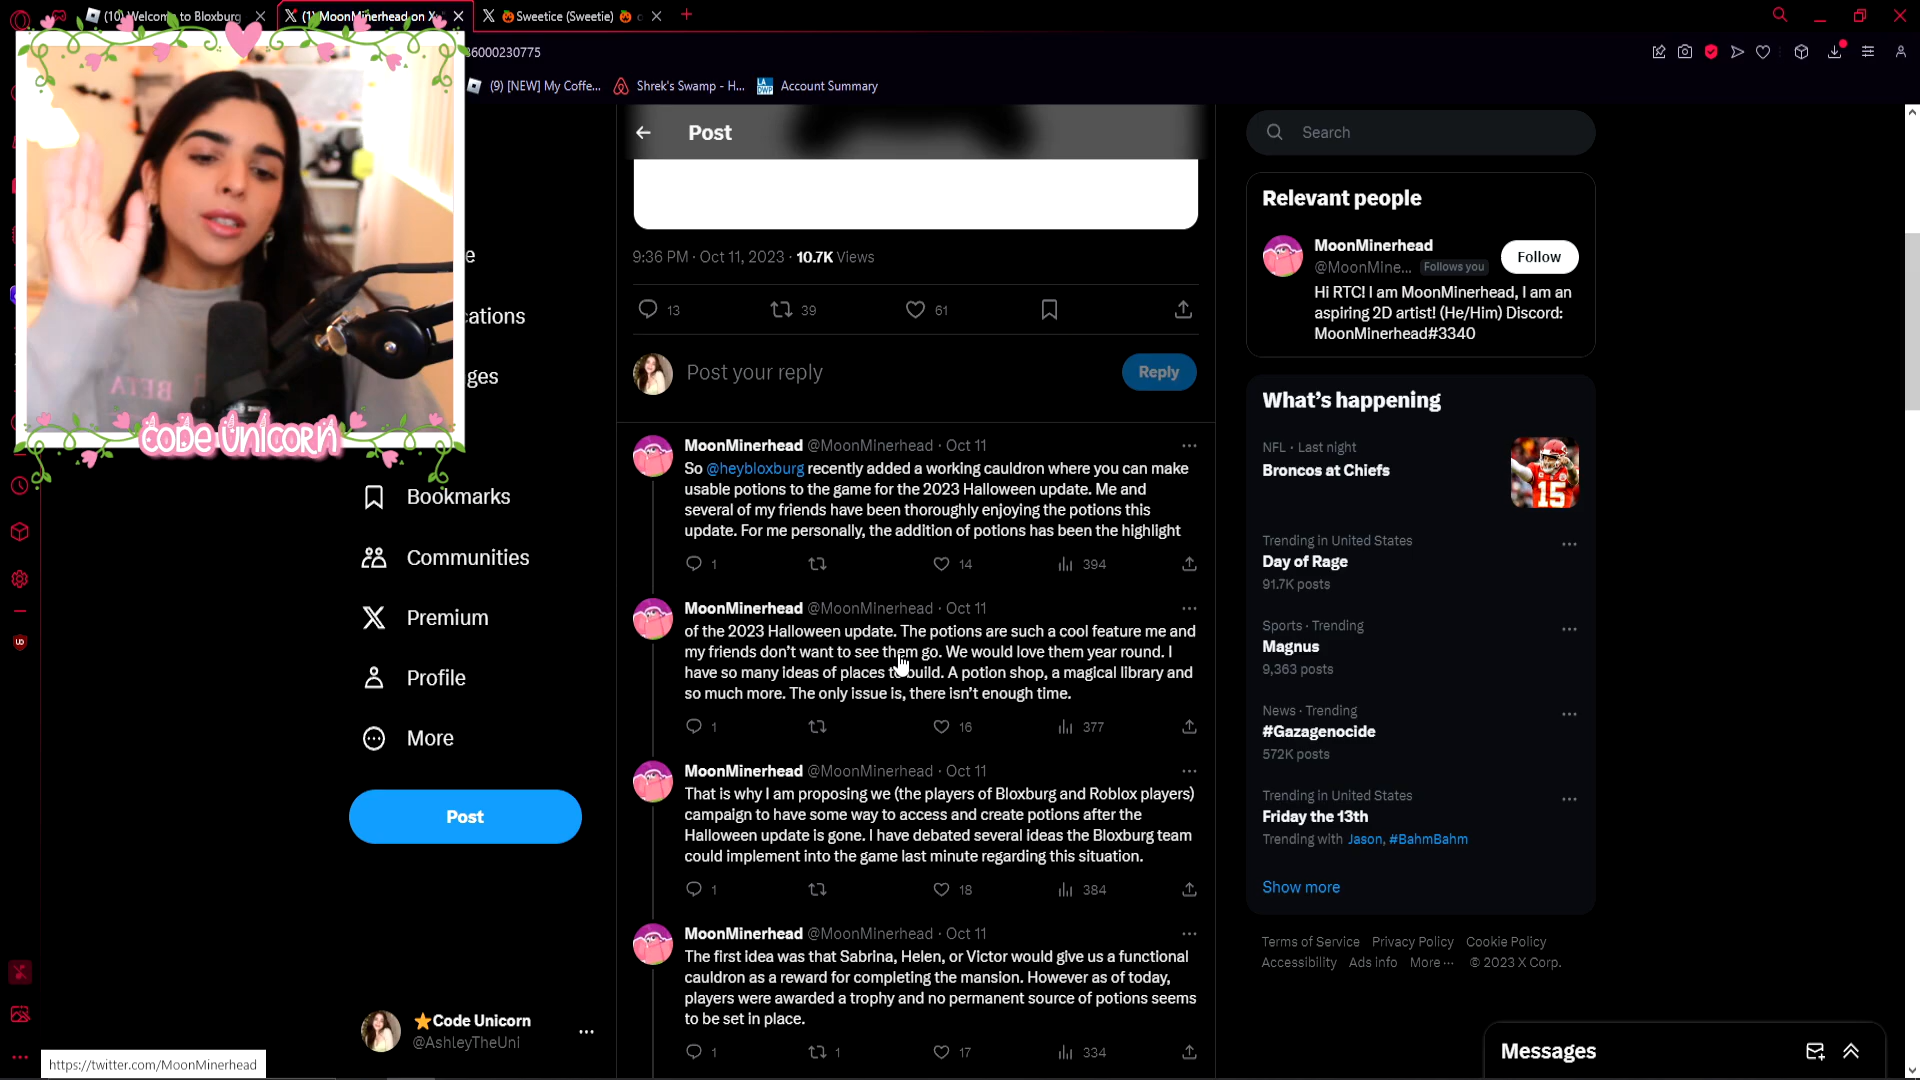 (10) Welcome to Bloxburg
(1) MoonMinerhead on X
🎃Sweetice (Sweetie) 🎃
36000230775
(9) [NEW] My Coffe...
Shrek's Swamp - H...
Account Summary
BETA
CODE UNICORN
Post
Search
9:36 PM · Oct 11, 2023 · 10.7K Views
13
39
61
Post your reply
Reply
MoonMinerhead @MoonMinerhead · Oct 11
So @heybloxburg recently added a working cauldron where you can make
usable potions to the game for the 2023 Halloween update. Me and
several of my friends have been thoroughly enjoying the potions this
update. For me personally, the addition of potions has been the highlight
1
14
394
MoonMinerhead @MoonMinerhead · Oct 11
of the 2023 Halloween update. The potions are such a cool feature me and
my friends don't want to see them go. We would love them year round. I
have so many ideas of places to build. A potion shop, a magical library and
so much more. The only issue is, there isn't enough time.
1
16
377
MoonMinerhead @MoonMinerhead · Oct 11
That is why I am proposing we (the players of Bloxburg and Roblox players)
campaign to have some way to access and create potions after the
Halloween update is gone. I have debated several ideas the Bloxburg team
could implement into the game last minute regarding this situation.
1
18
384
MoonMinerhead @MoonMinerhead · Oct 11
The first idea was that Sabrina, Helen, or Victor would give us a functional
cauldron as a reward for completing the mansion. However as of today,
players were awarded a trophy and no permanent source of potions seems
to be set in place.
1
1
17
334
e
cations
ges
Bookmarks
Communities
Premium
Profile
More
Post
⭐Code Unicorn
@AshleyTheUni
https://twitter.com/MoonMinerhead
Relevant people
MoonMinerhead
@MoonMine... Follows you
Follow
Hi RTC! I am MoonMinerhead, I am an
aspiring 2D artist! (He/Him) Discord:
MoonMinerhead#3340
What's happening
NFL · Last night
Broncos at Chiefs
15
Trending in United States
Day of Rage
91.7K posts
Sports · Trending
Magnus
9,363 posts
News · Trending
#Gazagenocide
572K posts
Trending in United States
Friday the 13th
Trending with Jason, #BahmBahm
Show more
Terms of Service Privacy Policy Cookie Policy
Accessibility Ads info More ··· © 2023 X Corp.
Messages